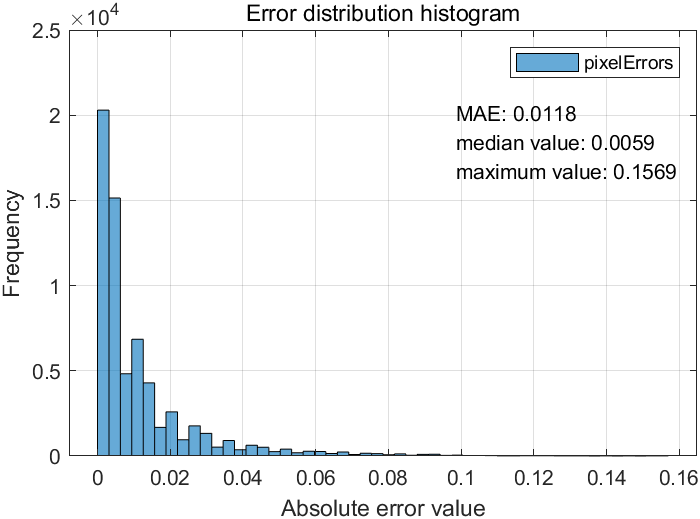 Error distribution histogram
×10⁴
pixelErrors
MAE: 0.0118
median value: 0.0059
maximum value: 0.1569
2.5
2
1.5
1
0.5
0
Frequency
0 0.02 0.04 0.06 0.08 0.1 0.12 0.14 0.16
Absolute error value